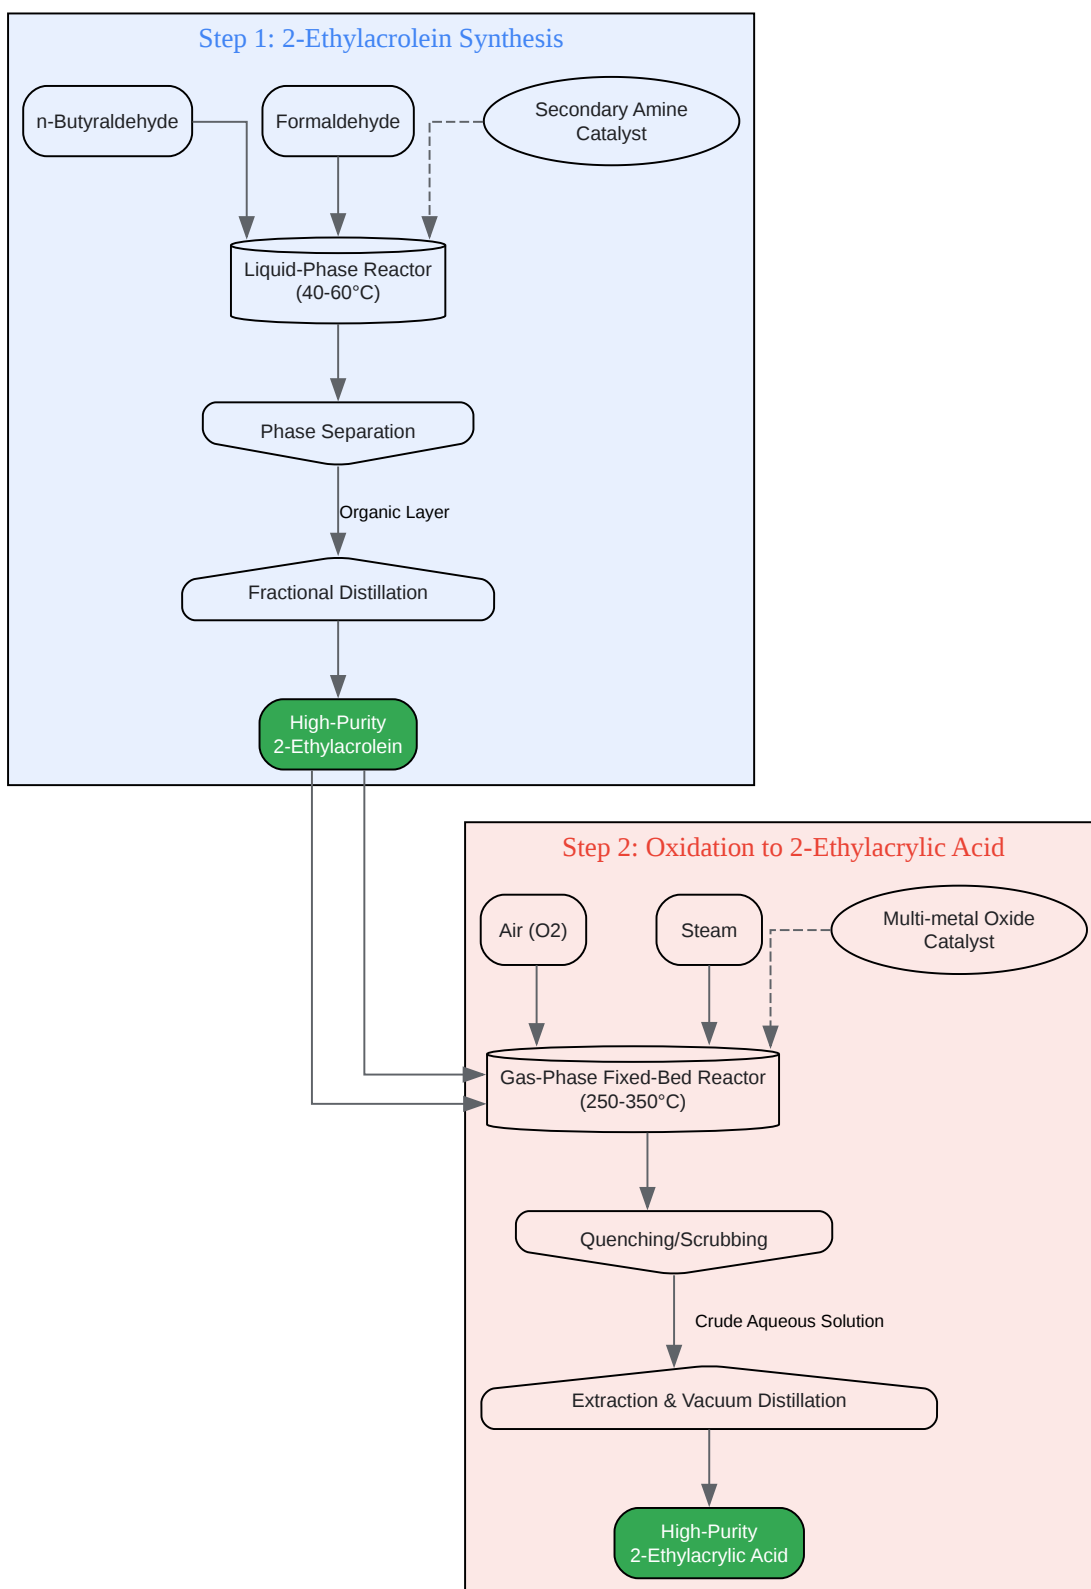 Step 1: 2-Ethylacrolein Synthesis
n-Butyraldehyde
Formaldehyde
Secondary Amine
Catalyst
Liquid-Phase Reactor
(40-60°C)
Phase Separation
Organic Layer
Fractional Distillation
High-Purity
2-Ethylacrolein
Step 2: Oxidation to 2-Ethylacrylic Acid
Air (O2)
Steam
Multi-metal Oxide
Catalyst
Gas-Phase Fixed-Bed Reactor
(250-350°C)
Quenching/Scrubbing
Crude Aqueous Solution
Extraction & Vacuum Distillation
High-Purity
2-Ethylacrylic Acid